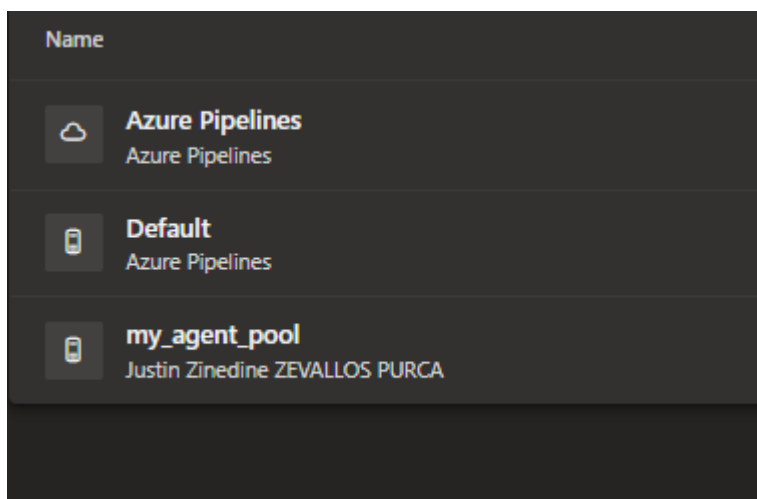 Name
Azure Pipelines
Azure Pipelines
Default
Azure Pipelines
my_agent_pool
Justin Zinedine ZEVALLOS PURCA